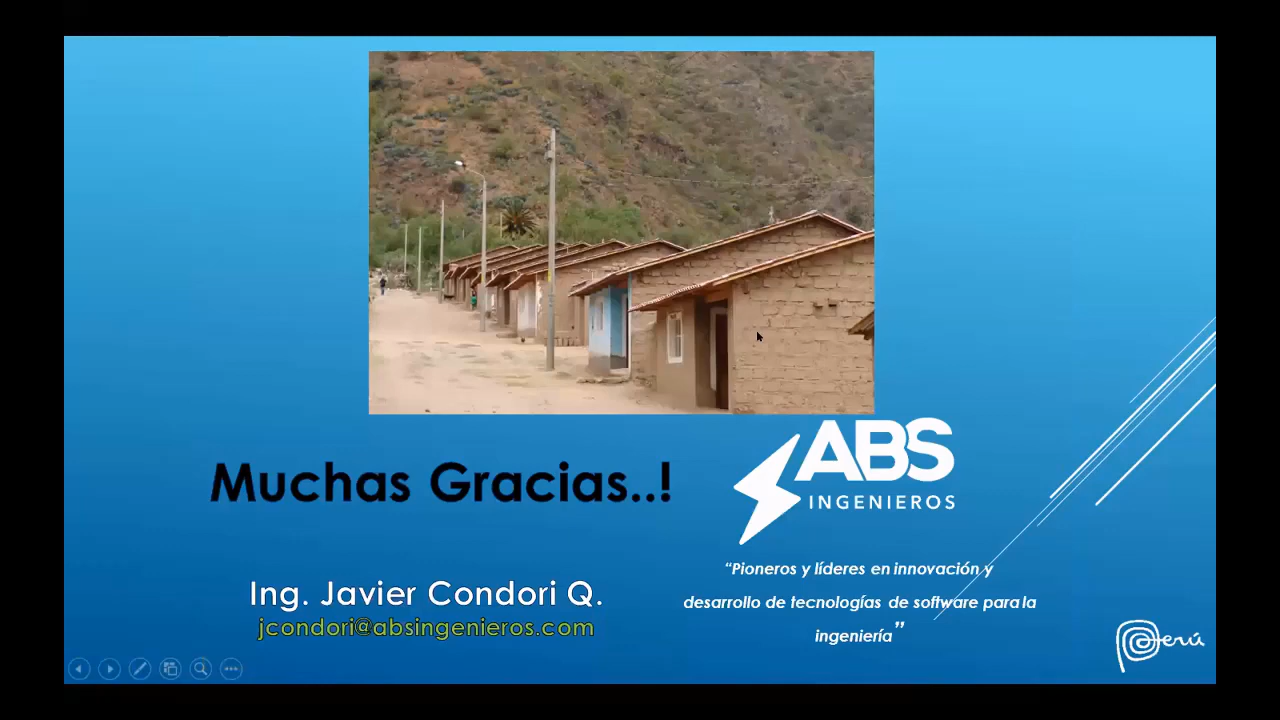 Muchas Gracias..!
ABS
INGENIEROS
Ing. Javier Condori Q.
jcondori@absingenieros.com
“Pioneros y líderes en innovación y
desarrollo de tecnologías de software para la
ingeniería”
Perú